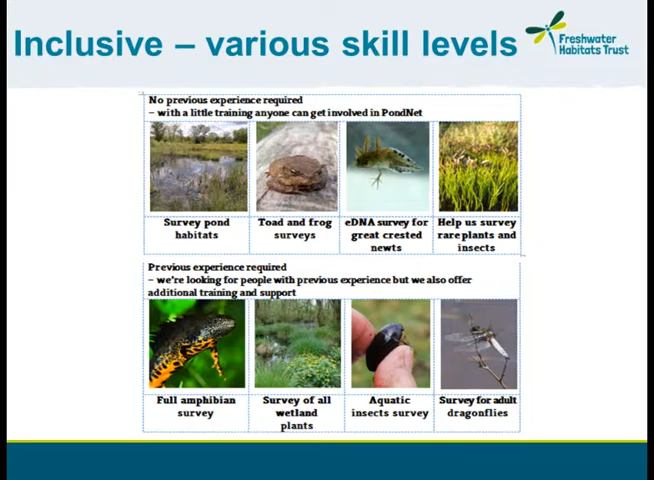 Inclusive – various skill levels
Freshwater
Habitats Trust
No previous experience required
– with a little training anyone can get involved in PondNet
Survey pond
habitats
Toad and frog
surveys
eDNA survey for
great crested
newts
Help us survey
rare plants and
insects
Previous experience required
– we're looking for people with previous experience but we also offer
additional training and support
Full amphibian
survey
Survey of all
wetland
plants
Aquatic
insects survey
Survey for adult
dragonflies